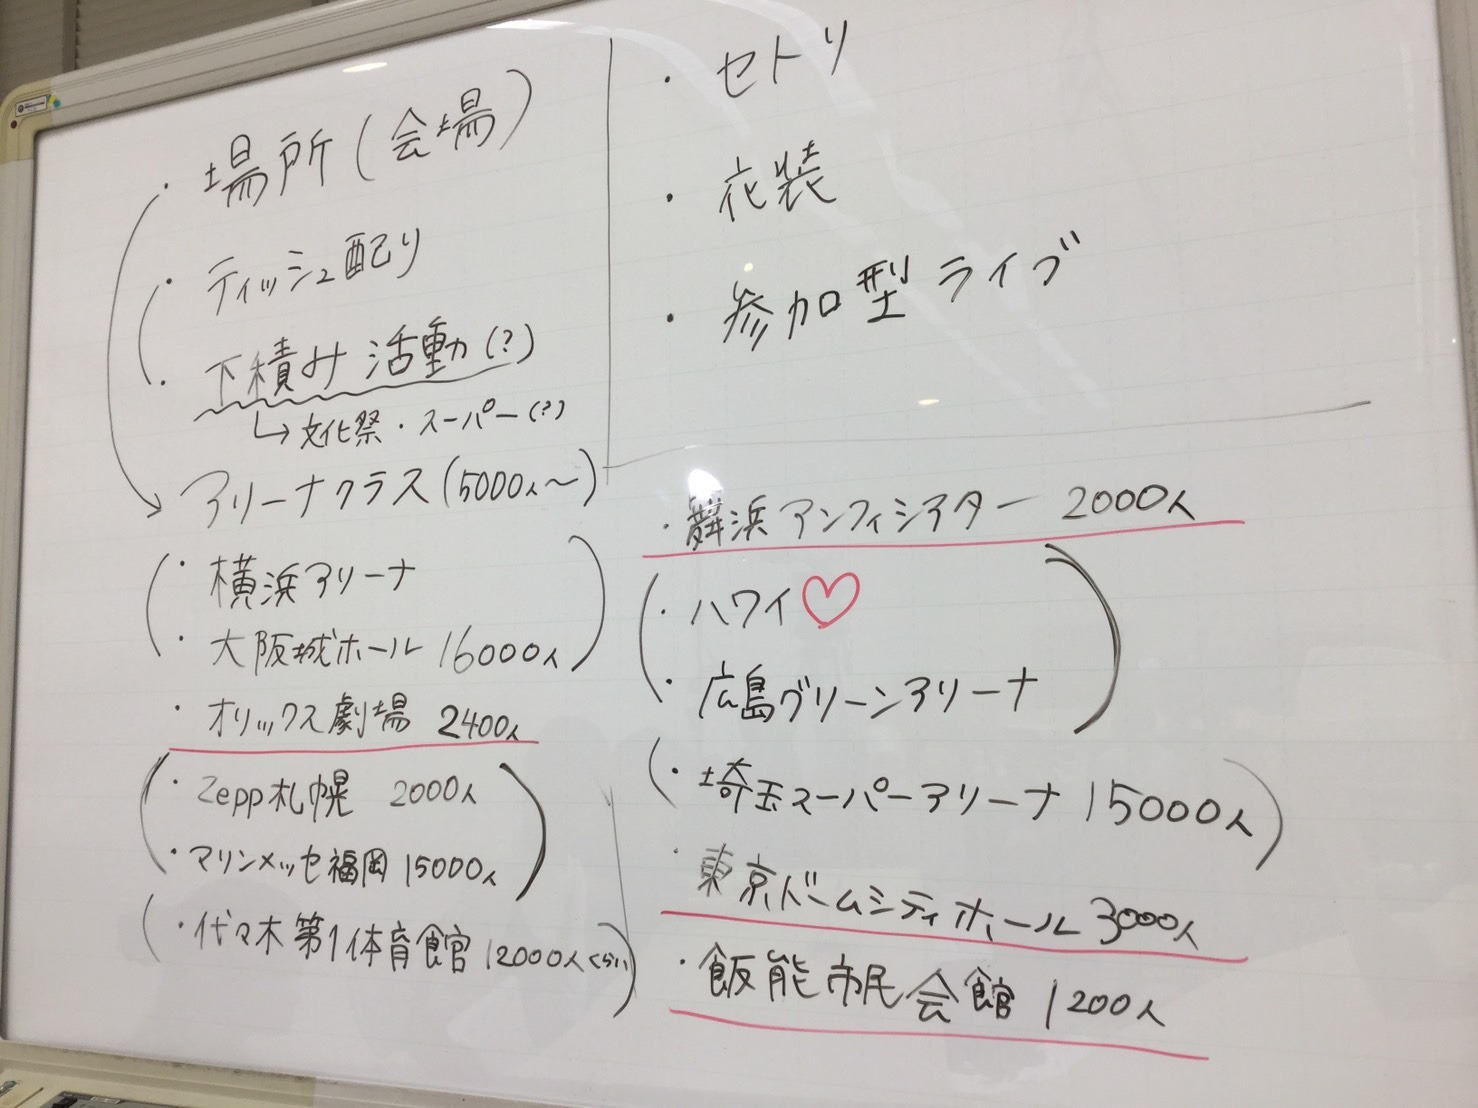 ・場所(会場)
・ティッシュ配り
・下積み活動(?)
↳文化祭・スーパー(?)
アリーナクラス(5000人〜)
・横浜アリーナ
・大阪城ホール 16000人
・オリックス劇場 2400人
・Zepp札幌 2000人
・マリンメッセ福岡 15000人
・代々木第1体育館 12000人くらい
・セトリ
・衣装
・参加型ライブ
・舞浜アンフィシアター 2000人
・ハワイ♡
・広島グリーンアリーナ
・埼玉スーパーアリーナ 15000人
・東京ドームシティホール 3000人
・飯能市民会館 1200人